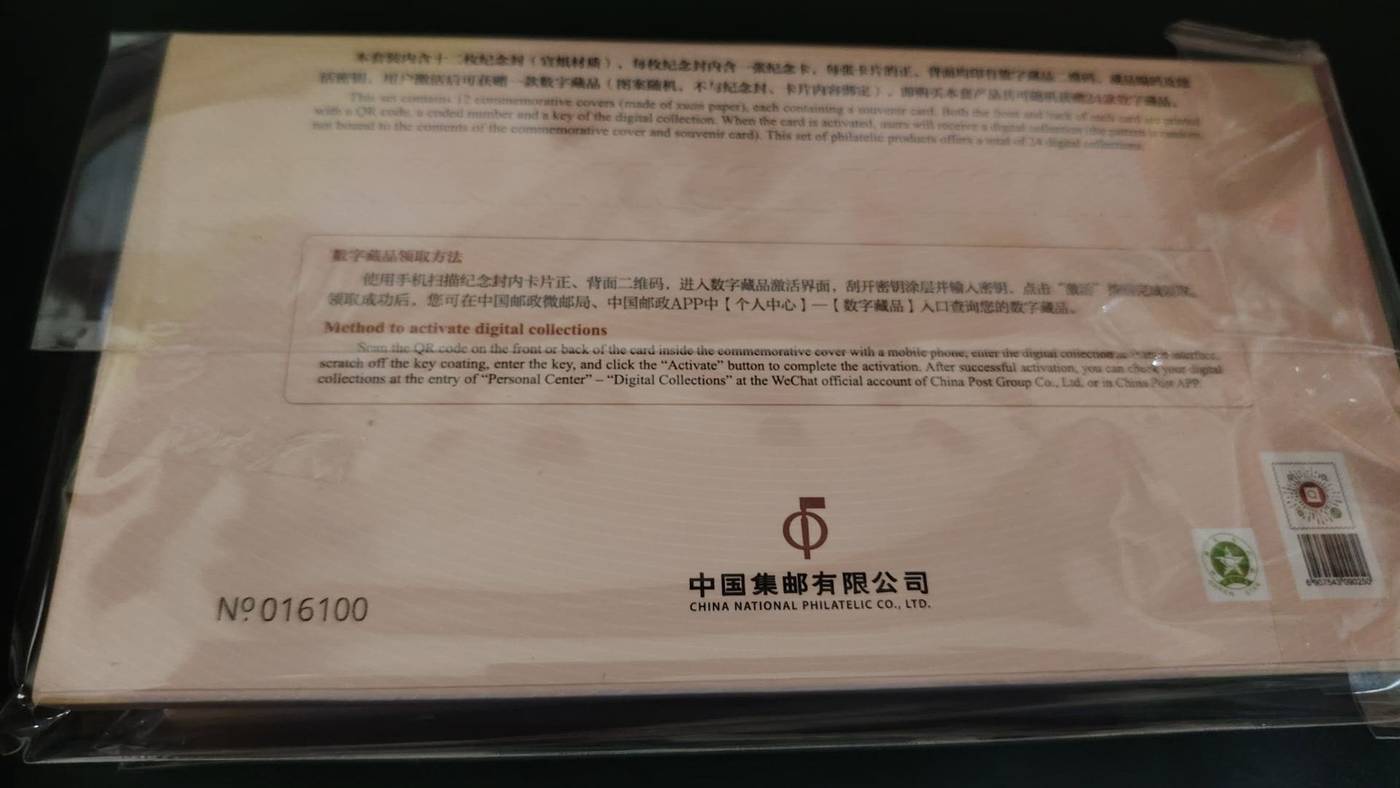 本套装内含十二枚纪念封（宣纸材质），每枚纪念封内含一张纪念卡，每张卡片的正、背面均印有数字藏品二维码、藏品编码及激
活密钥，用户激活后可获赠一款数字藏品（图案随机，不与纪念封、卡片内容绑定），即购买本套产品共可随机获赠24款数字藏品。
This set contains 12 commemorative covers (made of xuan paper), each containing a souvenir card. Both the front and back of each card are printed
with a QR code, a coded number and a key of the digital collection. When the card is activated, users will receive a digital collection (the pattern is random,
not bound to the contents of the commemorative cover and souvenir card). This set of philatelic products offers a total of 24 digital collections.
数字藏品领取方法
使用手机扫描纪念封内卡片正、背面二维码，进入数字藏品激活界面，刮开密钥涂层并输入密钥，点击“激活”按钮完成领取。
领取成功后，您可在中国邮政微邮局、中国邮政APP中【个人中心】—【数字藏品】入口查询您的数字藏品。
Method to activate digital collections
Scan the QR code on the front or back of the card inside the commemorative cover with a mobile phone, enter the digital collection activation interface,
scratch off the key coating, enter the key, and click the “Activate” button to complete the activation. After successful activation, you can check your digital
collections at the entry of “Personal Center” – “Digital Collections” at the WeChat official account of China Post Group Co., Ltd. or in China Post APP.
中国集邮有限公司
CHINA NATIONAL PHILATELIC CO., LTD.
Nº 016100
6907543090250